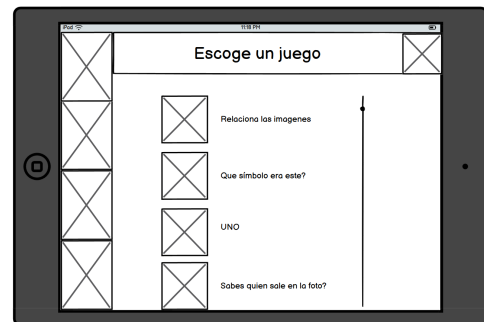 iPod 11:18 PM
Escoge un juego
Relaciona las imagenes
Que símbolo era este?
UNO
Sabes quien sale en la foto?